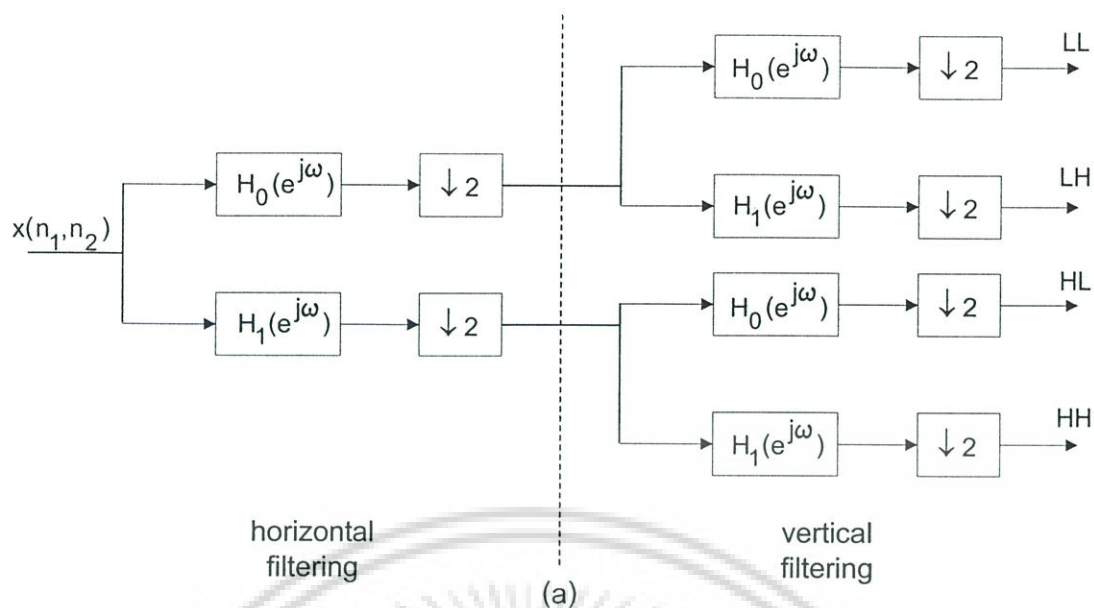 LL
H₀(e^{jω})
↓2
LH
H₀(e^{jω})
↓2
H₁(e^{jω})
↓2
x(n₁,n₂)
HL
H₁(e^{jω})
↓2
H₀(e^{jω})
↓2
HH
H₁(e^{jω})
↓2
horizontal
filtering
vertical
filtering
(a)